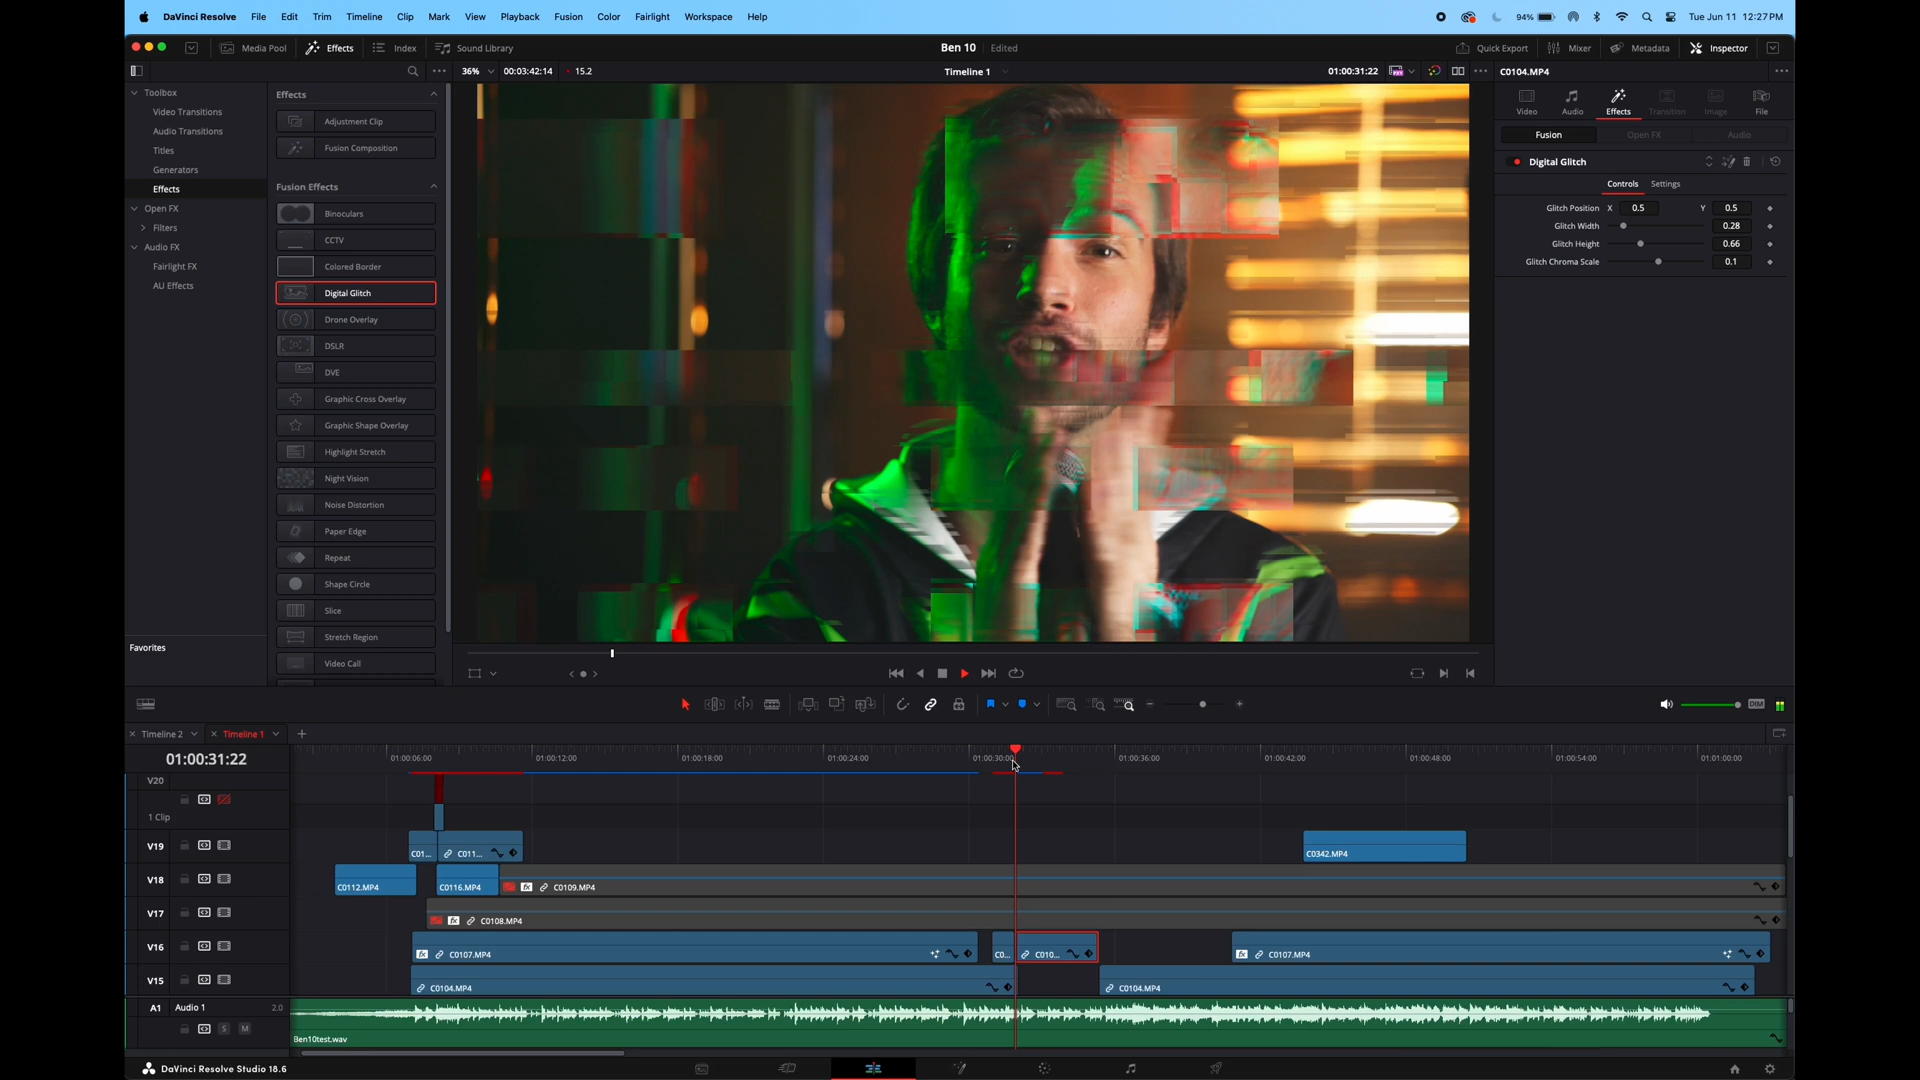 DaVinci Resolve File Edit Trim Timeline Clip Mark View Playback Fusion Color Fairlight Workspace Help 94% Tue Jun 11 12:27PM
Media Pool Effects Index Sound Library Ben 10 Edited Quick Export Mixer Metadata Inspector
36% 00:03:42:14 15.2 Timeline 1 01:00:31:22 C0104.MP4
Toolbox
Video Transitions
Audio Transitions
Titles
Generators
Effects
Open FX
Filters
Audio FX
Fairlight FX
AU Effects
Favorites
Effects
Adjustment Clip
Fusion Composition
Fusion Effects
Binoculars
CCTV
Colored Border
Digital Glitch
Drone Overlay
DSLR
DVE
Graphic Cross Overlay
Graphic Shape Overlay
Highlight Stretch
Night Vision
Noise Distortion
Paper Edge
Repeat
Shape Circle
Slice
Stretch Region
Video Call
Video Audio Effects Transition Image File
Fusion Open FX Audio
Digital Glitch
Controls Settings
Glitch Position X 0.5 Y 0.5
Glitch Width 0.28
Glitch Height 0.66
Glitch Chroma Scale 0.1
DIM
Timeline 2 Timeline 1
01:00:31:22
01:00:06:00 01:00:12:00 01:00:18:00 01:00:24:00 01:00:30:00 01:00:36:00 01:00:42:00 01:00:48:00 01:00:54:00 01:01:00:00
V20
1 Clip
V19 C01... C011... C0342.MP4
V18 C0112.MP4 C0116.MP4 C0109.MP4
V17 C0108.MP4
V16 C0107.MP4 C0... C010... C0107.MP4
V15 C0104.MP4 C0104.MP4
A1 Audio 1 2.0
S M
Ben10test.wav
DaVinci Resolve Studio 18.6